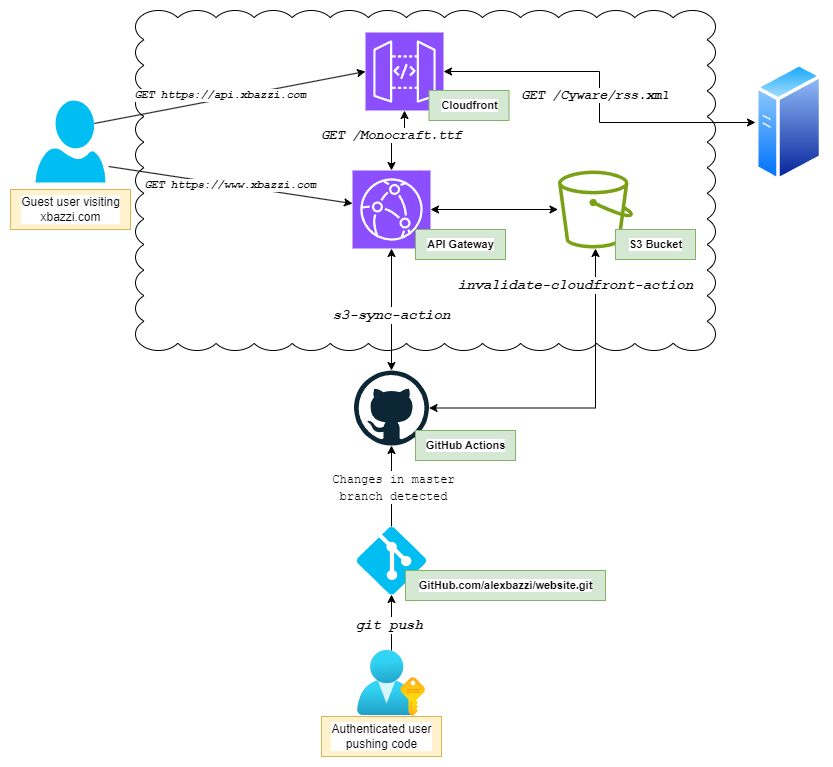 GET https://api.xbazzi.com
Cloudfront
GET /Cyware/rss.xml
GET /Monocraft.ttf
GET https://www.xbazzi.com
Guest user visiting
xbazzi.com
API Gateway
S3 Bucket
invalidate-cloudfront-action
s3-sync-action
GitHub Actions
Changes in master
branch detected
GitHub.com/alexbazzi/website.git
git push
Authenticated user
pushing code